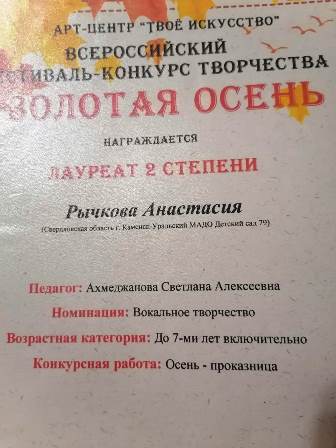 АРТ-ЦЕНТР "ТВОЁ ИСКУССТВО"
ВСЕРОССИЙСКИЙ
СТИВАЛЬ-КОНКУРС ТВОРЧЕСТВА
ЗОЛОТАЯ ОСЕНЬ
НАГРАЖДАЕТСЯ
ЛАУРЕАТ 2 СТЕПЕНИ
Рычкова Анастасия
(Свердловская область г. Каменск-Уральский МАДО Детский сад 79)
Педагог: Ахмеджанова Светлана Алексеевна
Номинация: Вокальное творчество
Возрастная категория: До 7-ми лет включительно
Конкурсная работа: Осень - проказница